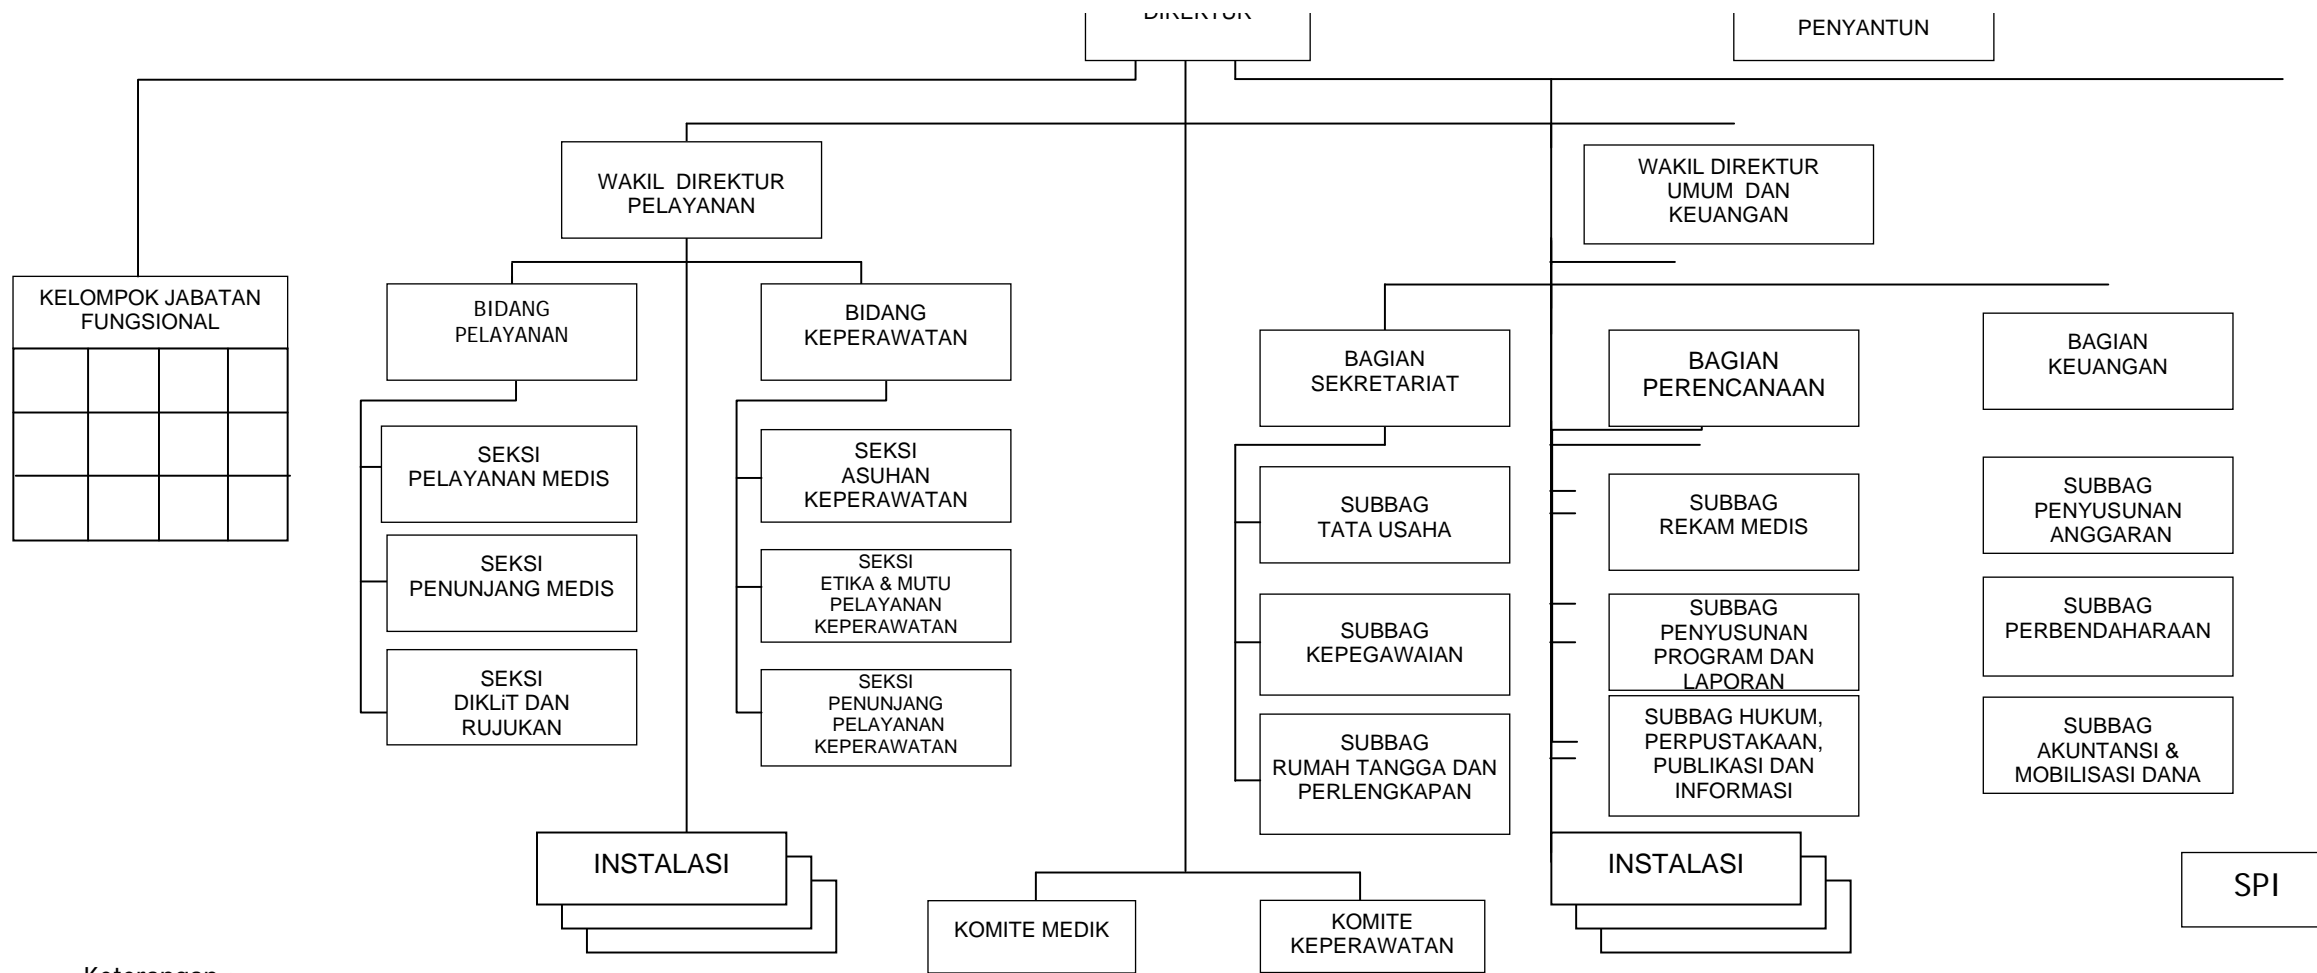 DIREKTUR
PENYANTUN
WAKIL DIREKTUR
PELAYANAN
WAKIL DIREKTUR
UMUM DAN
KEUANGAN
KELOMPOK JABATAN
FUNGSIONAL
BIDANG
PELAYANAN
BIDANG
KEPERAWATAN
BAGIAN
SEKRETARIAT
BAGIAN
PERENCANAAN
BAGIAN
KEUANGAN
SEKSI
PELAYANAN MEDIS
SEKSI
ASUHAN
KEPERAWATAN
SUBBAG
TATA USAHA
SUBBAG
REKAM MEDIS
SUBBAG
PENYUSUNAN
ANGGARAN
SEKSI
PENUNJANG MEDIS
SEKSI
ETIKA & MUTU
PELAYANAN
KEPERAWATAN
SUBBAG
KEPEGAWAIAN
SUBBAG
PENYUSUNAN
PROGRAM DAN
LAPORAN
SUBBAG
PERBENDAHARAAN
SEKSI
DIKLiT DAN
RUJUKAN
SEKSI
PENUNJANG
PELAYANAN
KEPERAWATAN
SUBBAG
RUMAH TANGGA DAN
PERLENGKAPAN
SUBBAG HUKUM,
PERPUSTAKAAN,
PUBLIKASI DAN
INFORMASI
SUBBAG
AKUNTANSI &
MOBILISASI DANA
INSTALASI
INSTALASI
SPI
KOMITE MEDIK
KOMITE
KEPERAWATAN
Keterangan